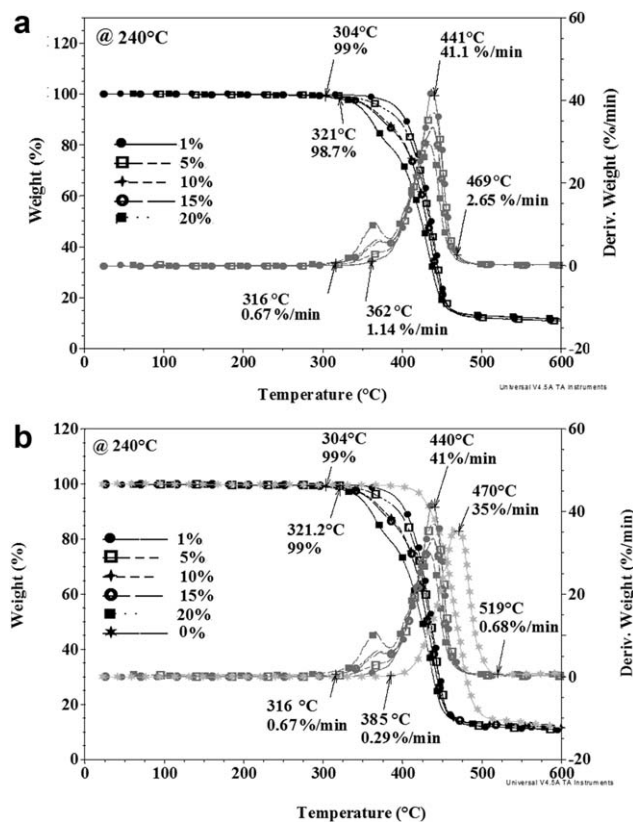 a
@ 240°C
304°C
99%
441°C
41.1 %/min
321°C
98.7%
469°C
2.65 %/min
316 °C
0.67 %/min
362 °C
1.14 %/min
1%
5%
10%
15%
20%
120
100
80
60
40
20
0
60
40
20
0
-20
0
100
200
300
400
500
600
Weight (%)
Deriv. Weight (%/min)
Temperature (°C)
Universal V4.5A TA Instruments
b
@ 240°C
304°C
99%
440°C
41%/min
470°C
35%/min
321.2°C
99%
519°C
0.68%/min
316 °C
0.67 %/min
385 °C
0.29%/min
1%
5%
10%
15%
20%
0%
120
100
80
60
40
20
0
60
40
20
0
-20
0
100
200
300
400
500
600
Weight (%)
Deriv. Weight (%/min)
Temperature (°C)
Universal V4.5A TA Instruments